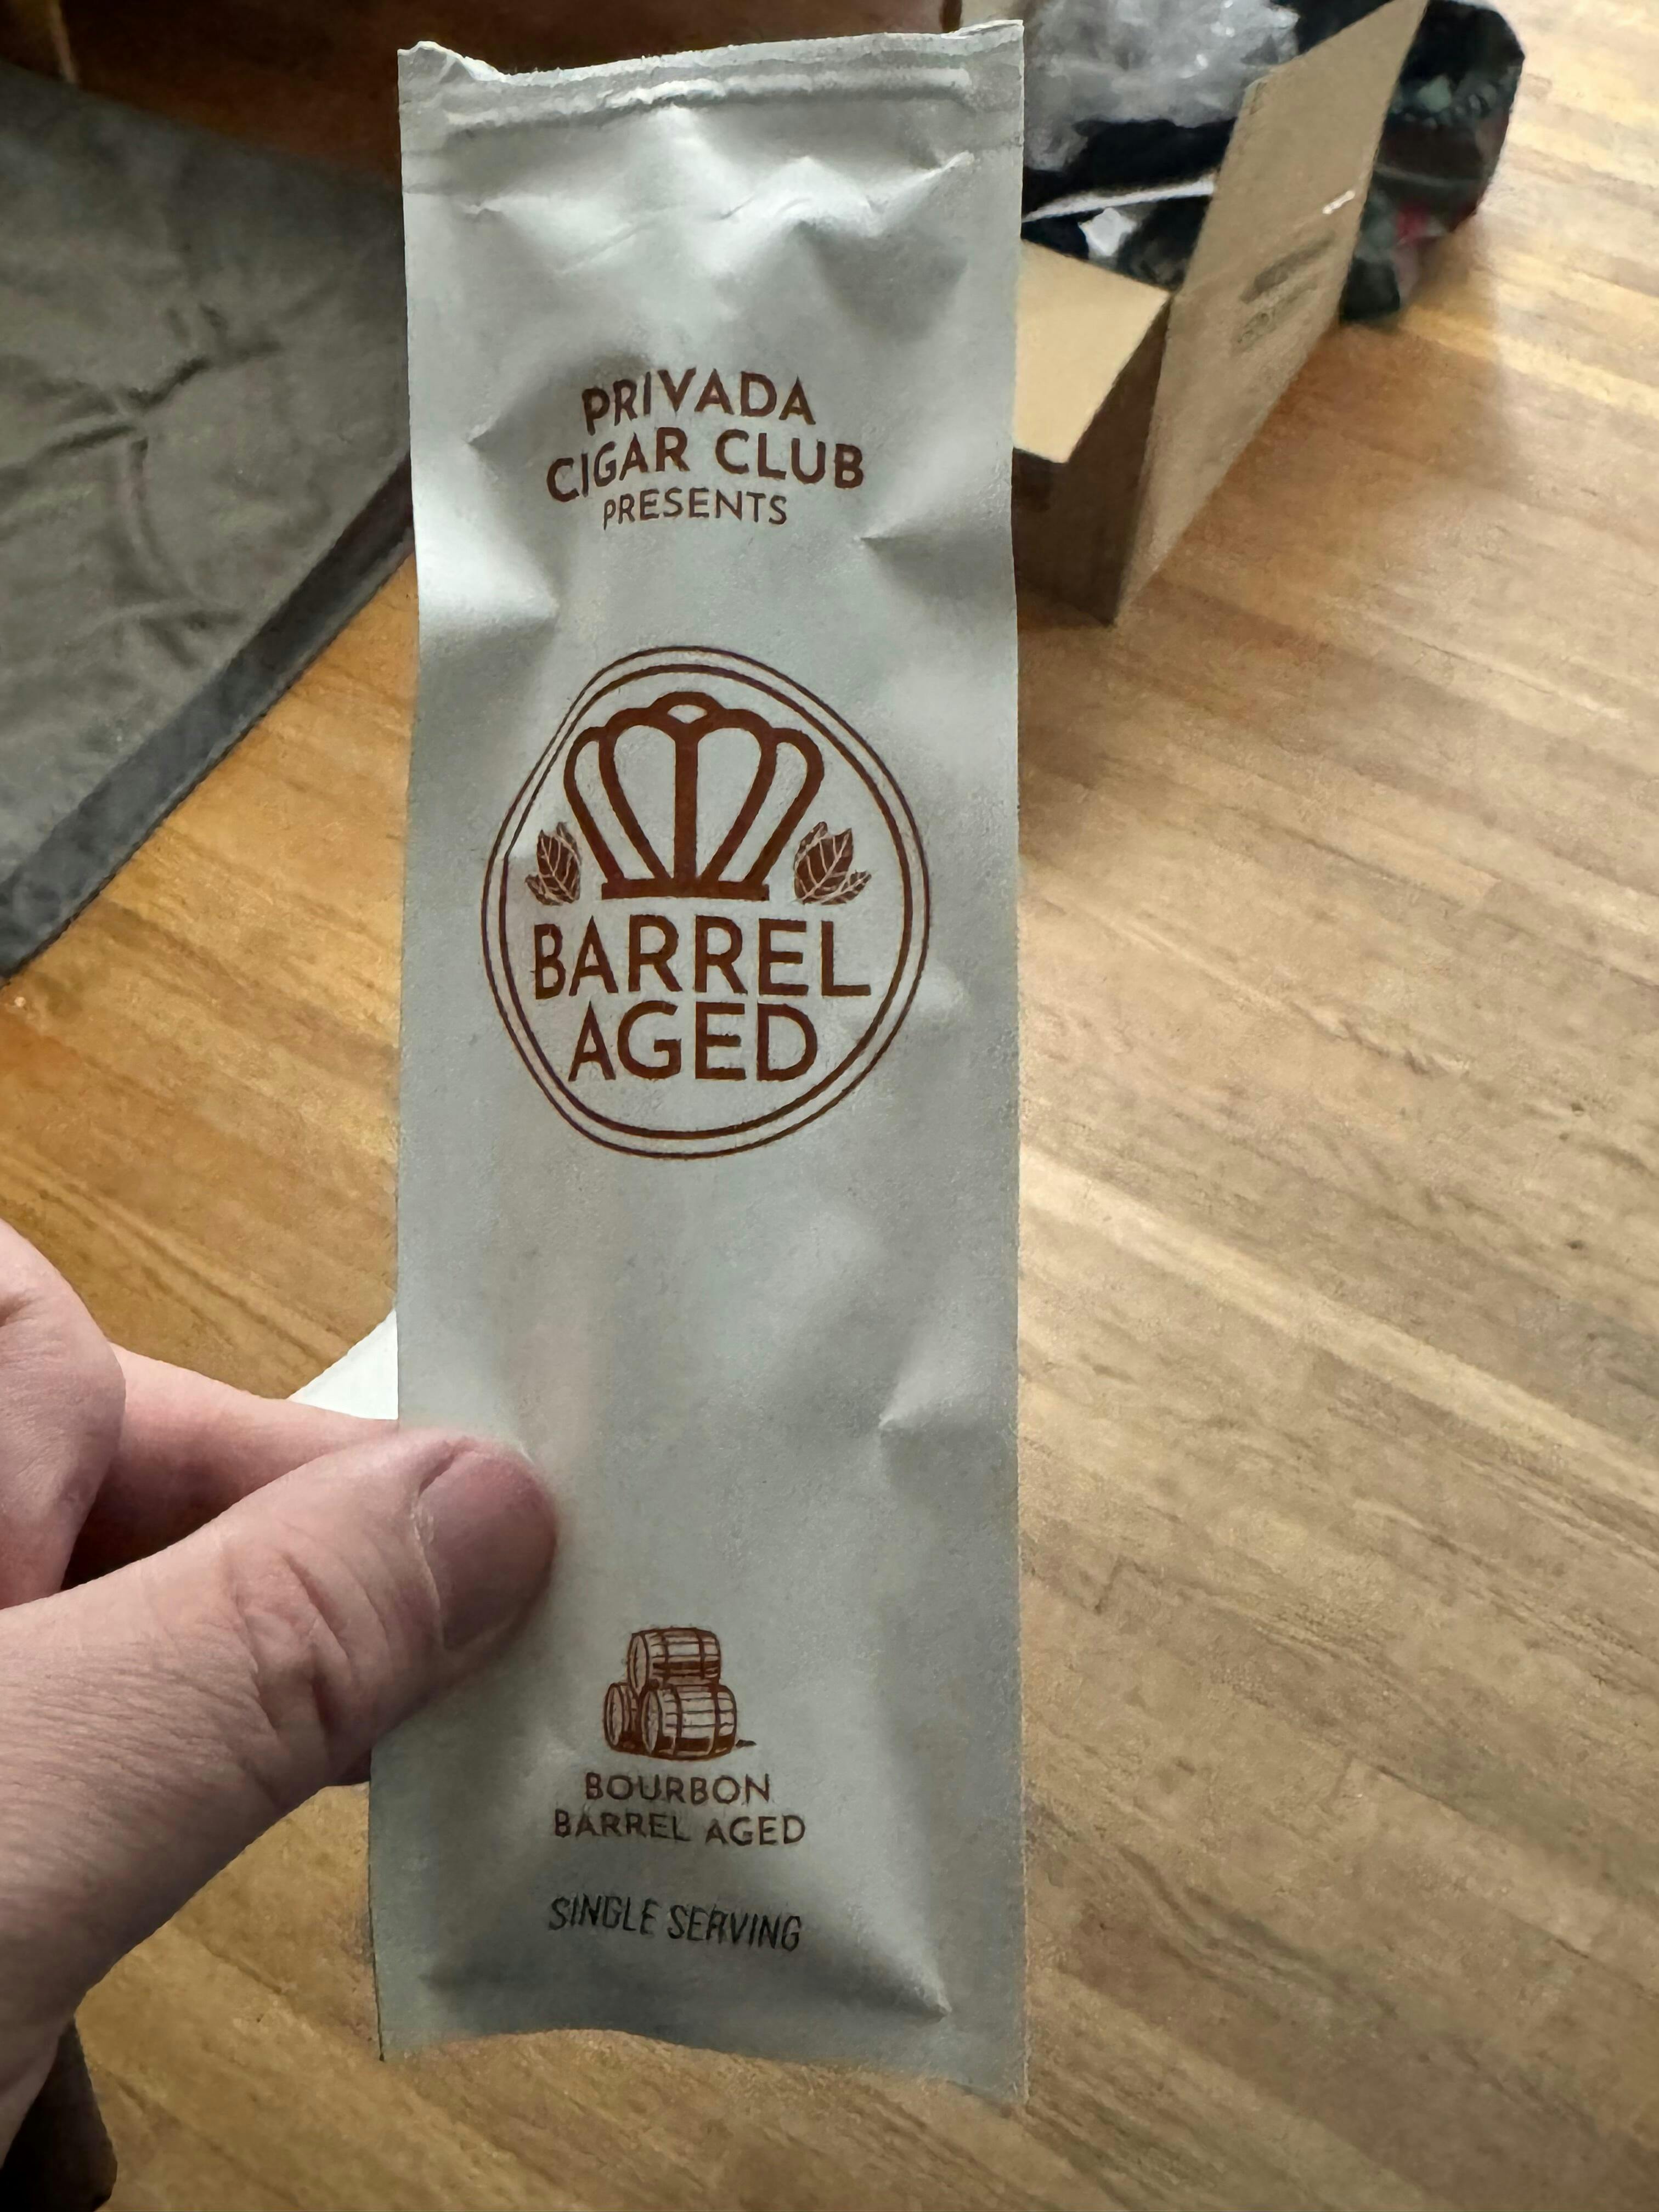 PRIVADA
CIGAR CLUB
PRESENTS
BARREL
AGED
BOURBON
BARREL AGED
SINGLE SERVING